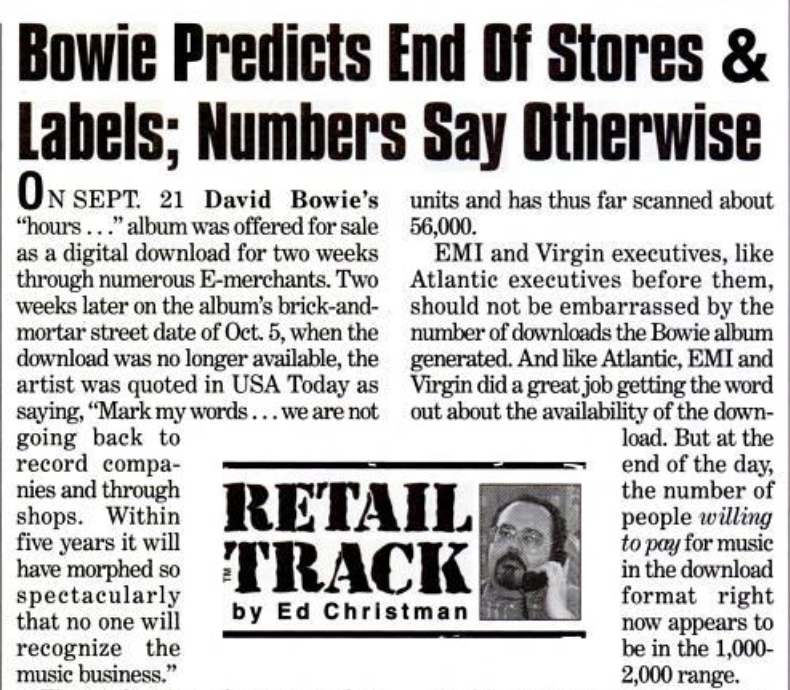 Bowie Predicts End Of Stores &
Labels; Numbers Say Otherwise
ON SEPT. 21 David Bowie's
"hours . . ." album was offered for sale
as a digital download for two weeks
through numerous E-merchants. Two
weeks later on the album's brick-and-
mortar street date of Oct. 5, when the
download was no longer available, the
artist was quoted in USA Today as
saying, "Mark my words . . . we are not
going back to
record compa-
nies and through
shops. Within
five years it will
have morphed so
spectacularly
that no one will
recognize the
music business."
RETAIL
TRACK
TM
by Ed Christman
units and has thus far scanned about
56,000.
EMI and Virgin executives, like
Atlantic executives before them,
should not be embarrassed by the
number of downloads the Bowie album
generated. And like Atlantic, EMI and
Virgin did a great job getting the word
out about the availability of the down-
load. But at the
end of the day,
the number of
people willing
to pay for music
in the download
format right
now appears to
be in the 1,000-
2,000 range.